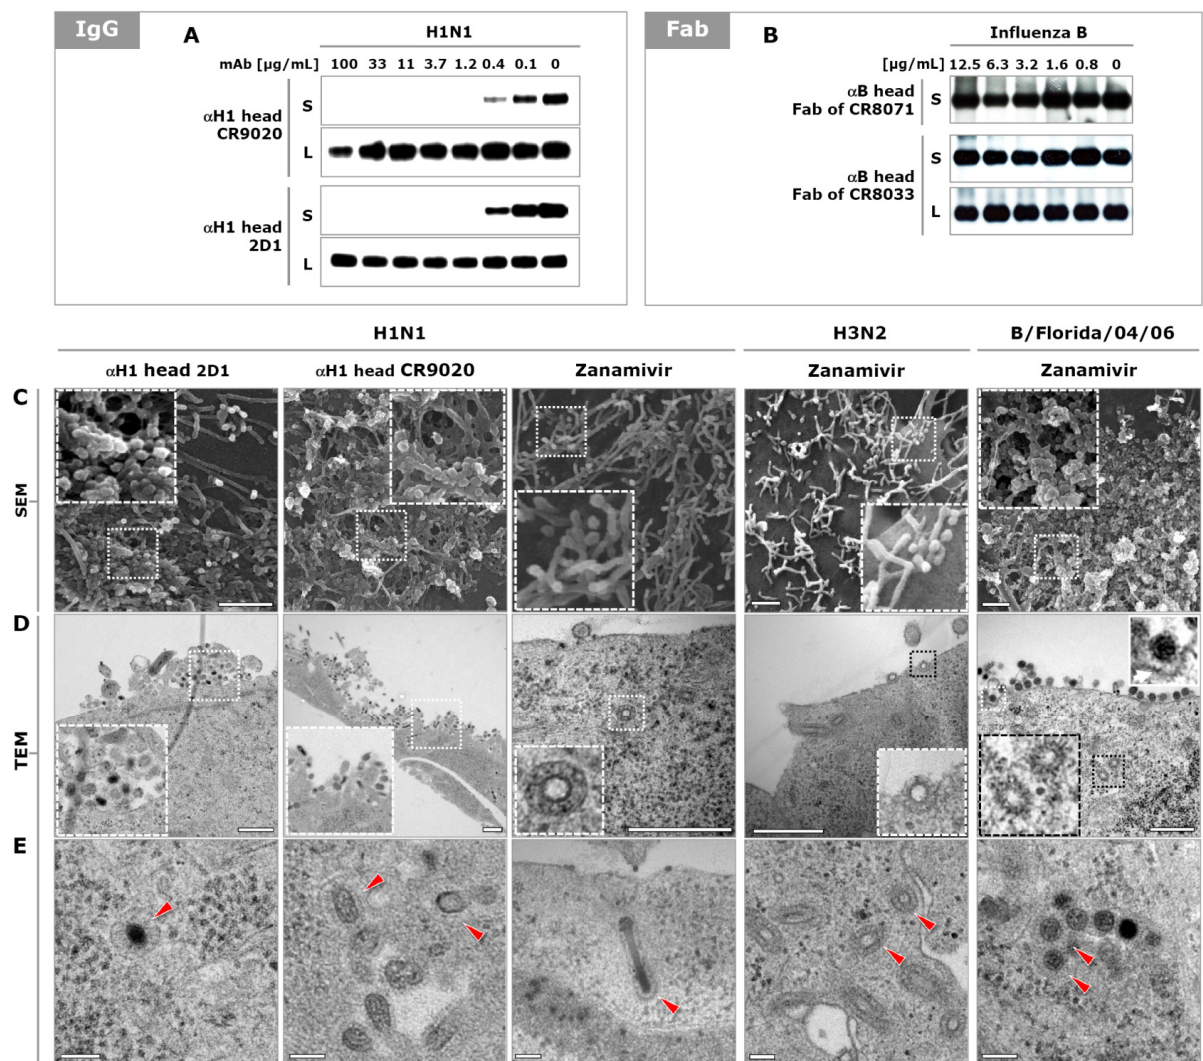 IgG
A
H1N1
mAb [µg/mL] 100 33 11 3.7 1.2 0.4 0.1 0
αH1 head
CR9020
S
L
αH1 head
2D1
S
L
Fab
B
Influenza B
[µg/mL] 12.5 6.3 3.2 1.6 0.8 0
αB head
Fab of CR8071
S
αB head
Fab of CR8033
S
L
H1N1 H3N2 B/Florida/04/06
αH1 head 2D1 αH1 head CR9020 Zanamivir Zanamivir Zanamivir
C
SEM
D
TEM
E